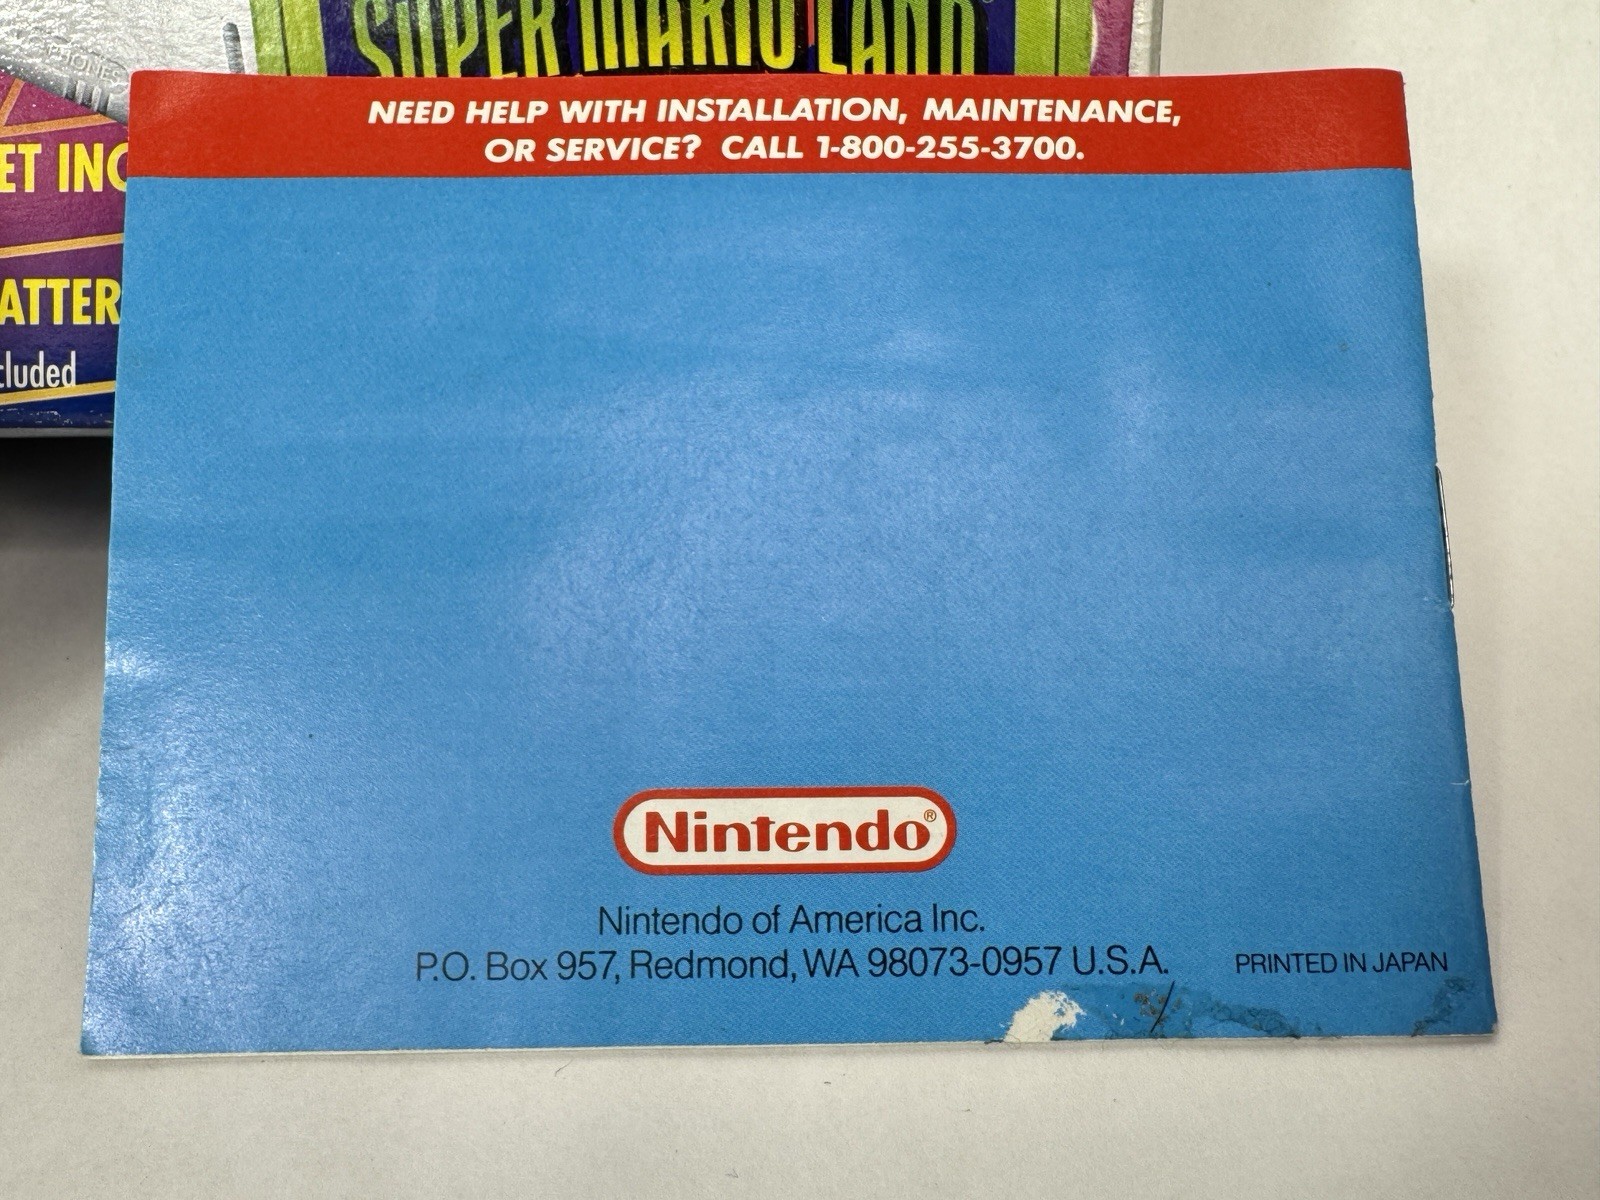 SUPER MARIO LAND
PHONES
NEED HELP WITH INSTALLATION, MAINTENANCE,
OR SERVICE? CALL 1-800-255-3700.
ET INC
ATTER
cluded
Nintendo®
Nintendo of America Inc.
P.O. Box 957, Redmond, WA 98073-0957 U.S.A.
PRINTED IN JAPAN